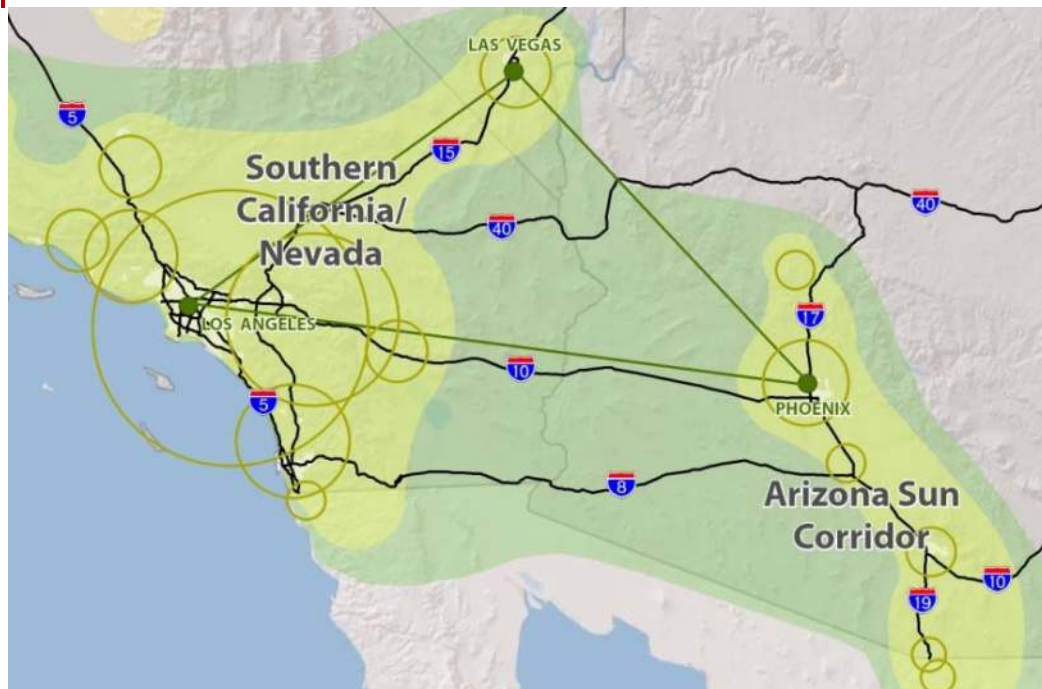 LAS VEGAS
5
15
Southern
California/
Nevada
40
40
LOS ANGELES
17
10
5
PHOENIX
8
Arizona Sun
Corridor
10
19